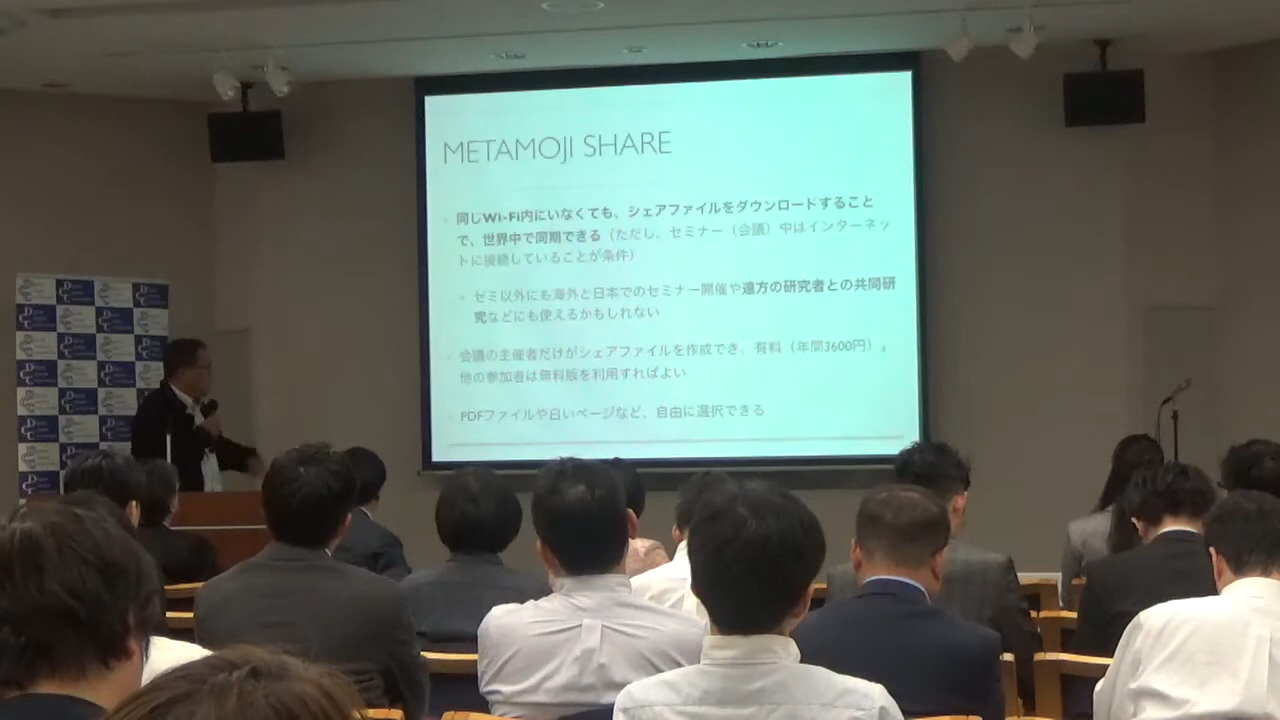 METAMOJI SHARE
同じWi-Fi内にいなくても、シェアファイルをダウンロードすること
で、世界中で同期できる（ただし、セミナー（会議）中はインターネッ
トに接続していることが条件）
ゼミ以外にも海外と日本でのセミナー開催や遠方の研究者との共同研
究などにも使えるかもしれない
会議の主催者だけがシェアファイルを作成でき、有料（年間3600円）。
他の参加者は無料版を利用すればよい
PDFファイルや白いページなど、自由に選択できる